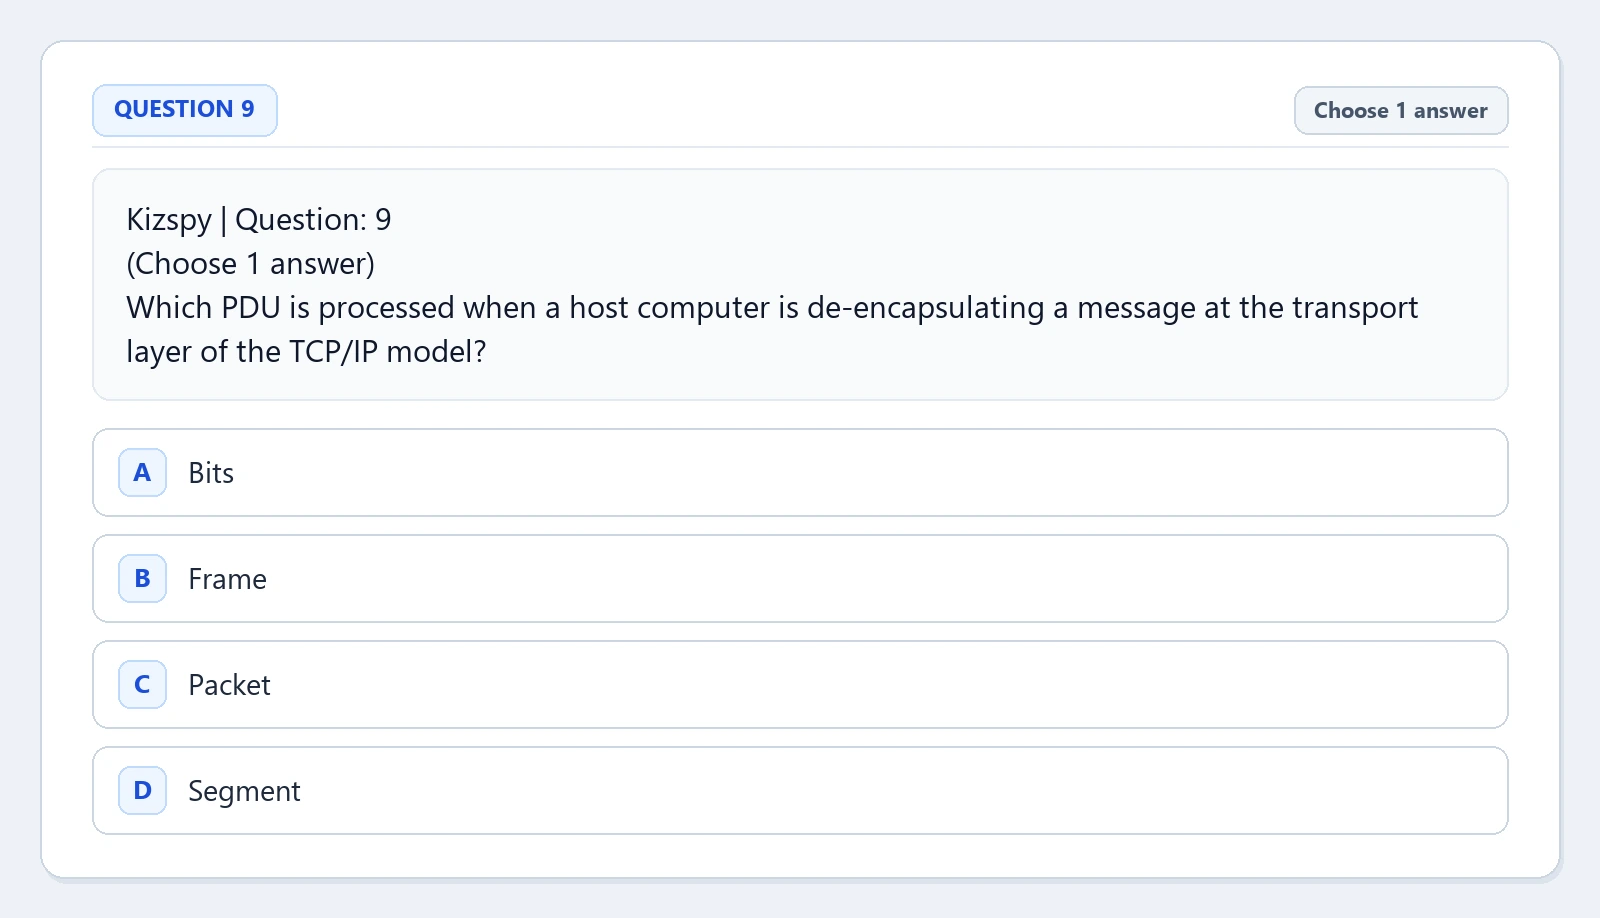 QUESTION 9
Choose 1 answer
Kizspy | Question: 9
(Choose 1 answer)
Which PDU is processed when a host computer is de-encapsulating a message at the transport
layer of the TCP/IP model?
A Bits
B Frame
C Packet
D Segment